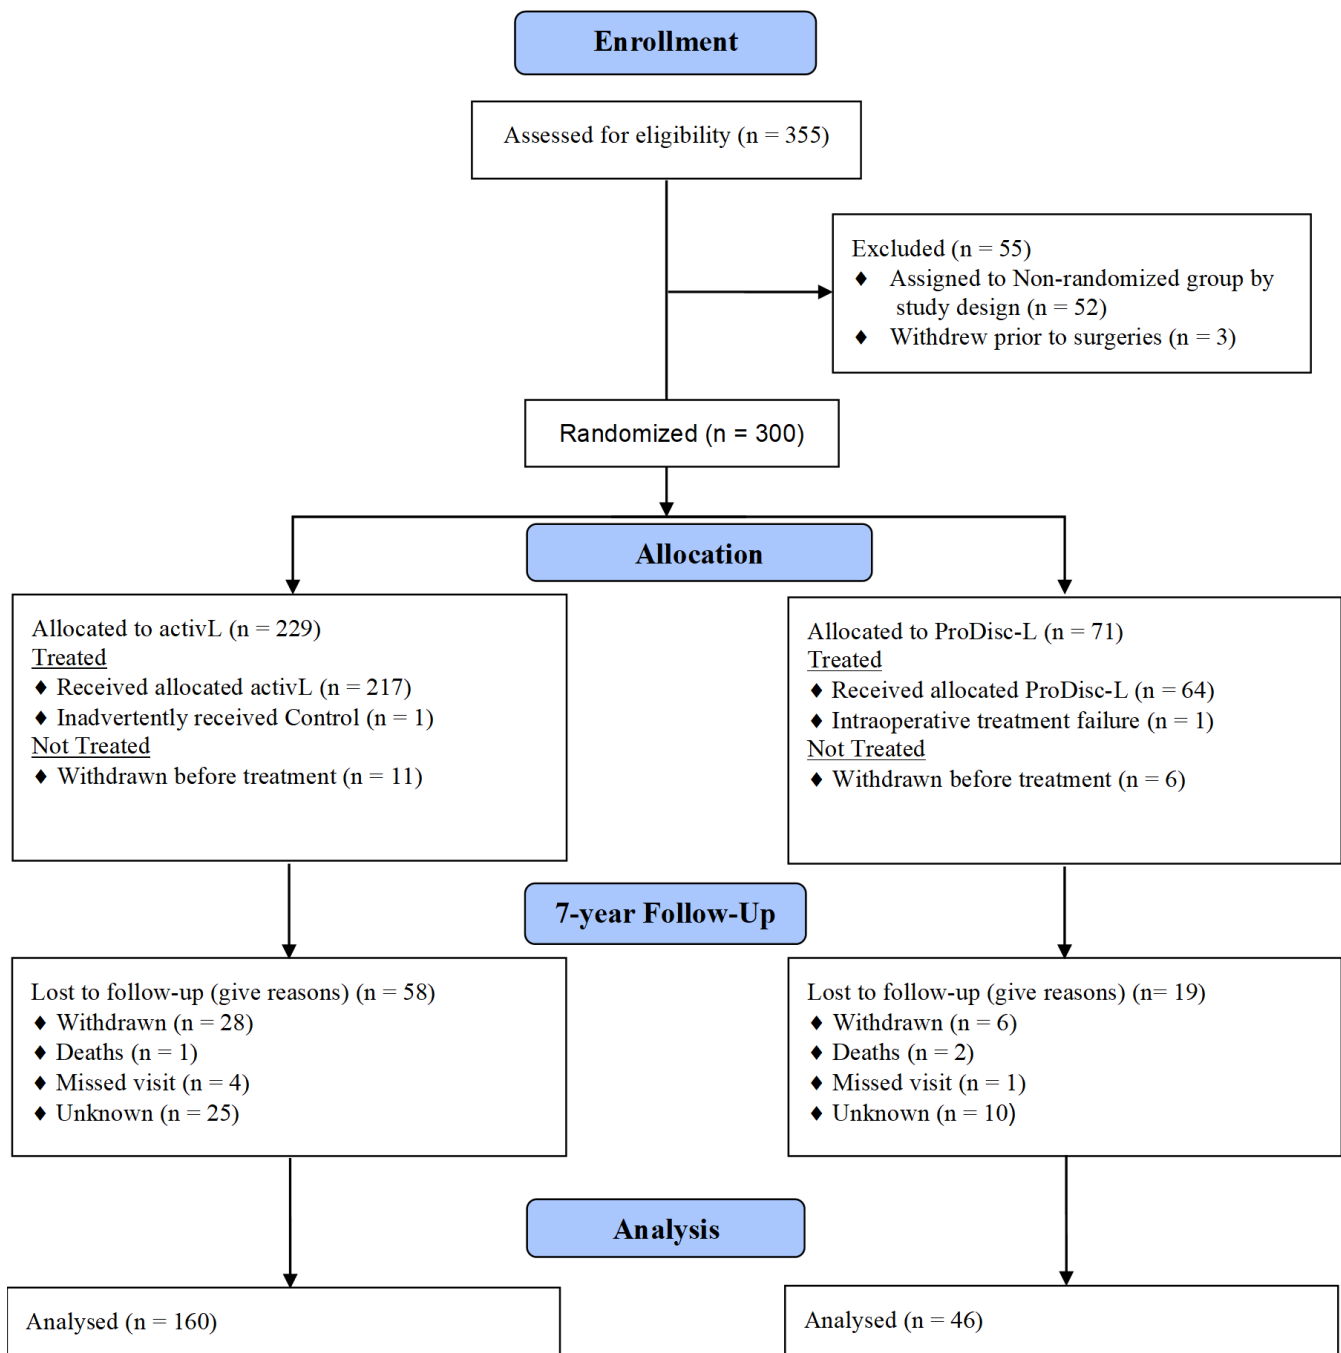 Enrollment
Assessed for eligibility (n = 355)
Excluded (n = 55)
♦ Assigned to Non-randomized group by
study design (n = 52)
♦ Withdrew prior to surgeries (n = 3)
Randomized (n = 300)
Allocation
Allocated to activL (n = 229)
Treated
♦ Received allocated activL (n = 217)
♦ Inadvertently received Control (n = 1)
Not Treated
♦ Withdrawn before treatment (n = 11)
Allocated to ProDisc-L (n = 71)
Treated
♦ Received allocated ProDisc-L (n = 64)
♦ Intraoperative treatment failure (n = 1)
Not Treated
♦ Withdrawn before treatment (n = 6)
7-year Follow-Up
Lost to follow-up (give reasons) (n = 58)
♦ Withdrawn (n = 28)
♦ Deaths (n = 1)
♦ Missed visit (n = 4)
♦ Unknown (n = 25)
Lost to follow-up (give reasons) (n= 19)
♦ Withdrawn (n = 6)
♦ Deaths (n = 2)
♦ Missed visit (n = 1)
♦ Unknown (n = 10)
Analysis
Analysed (n = 160)
Analysed (n = 46)